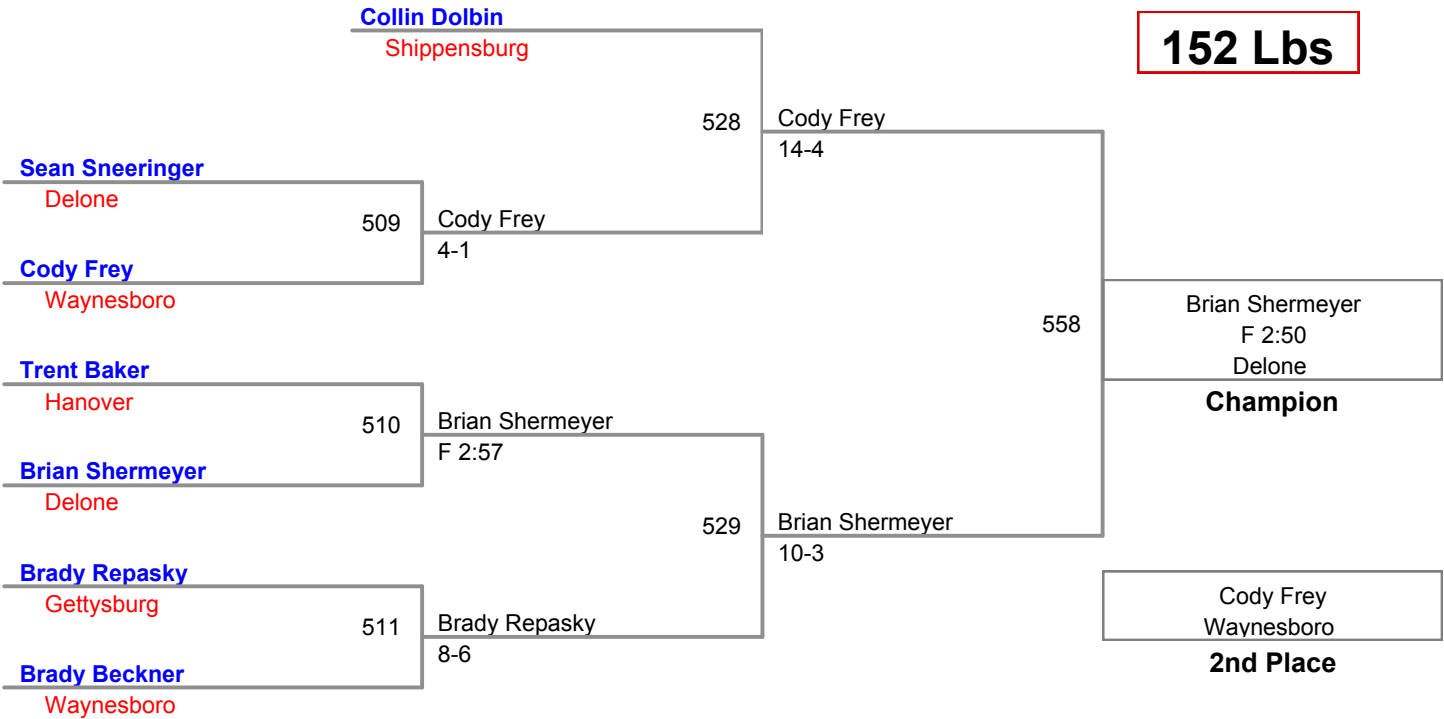 Collin Dolbin
Shippensburg
152 Lbs
528
Cody Frey
14-4
Sean Sneeringer
Delone
509
Cody Frey
4-1
Cody Frey
Waynesboro
558
Brian Shermeyer
F 2:50
Delone
Champion
Trent Baker
Hanover
510
Brian Shermeyer
F 2:57
Brian Shermeyer
Delone
529
Brian Shermeyer
10-3
Brady Repasky
Gettysburg
511
Brady Repasky
8-6
Brady Beckner
Waynesboro
Cody Frey
Waynesboro
2nd Place